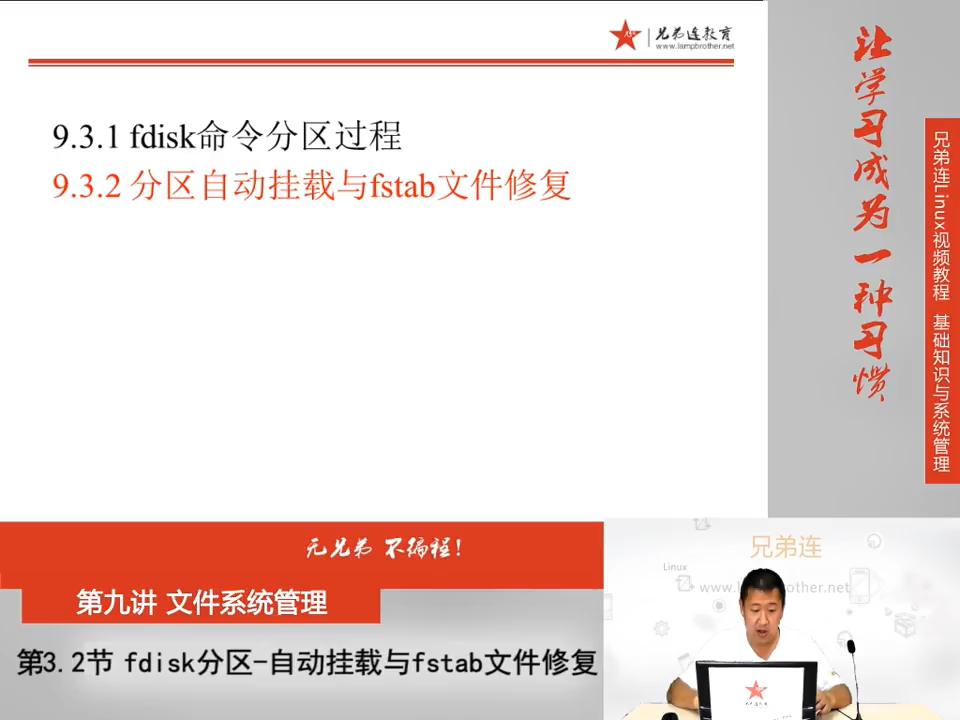 兄弟连教育
www.lampbrother.net
9.3.1 fdisk命令分区过程
9.3.2 分区自动挂载与fstab文件修复
让学习成为一种习惯
兄弟连Linux视频教程 基础知识与系统管理
无兄弟 不编程!
第九讲 文件系统管理
第3.2节 fdisk分区-自动挂载与fstab文件修复
兄弟连
Linux